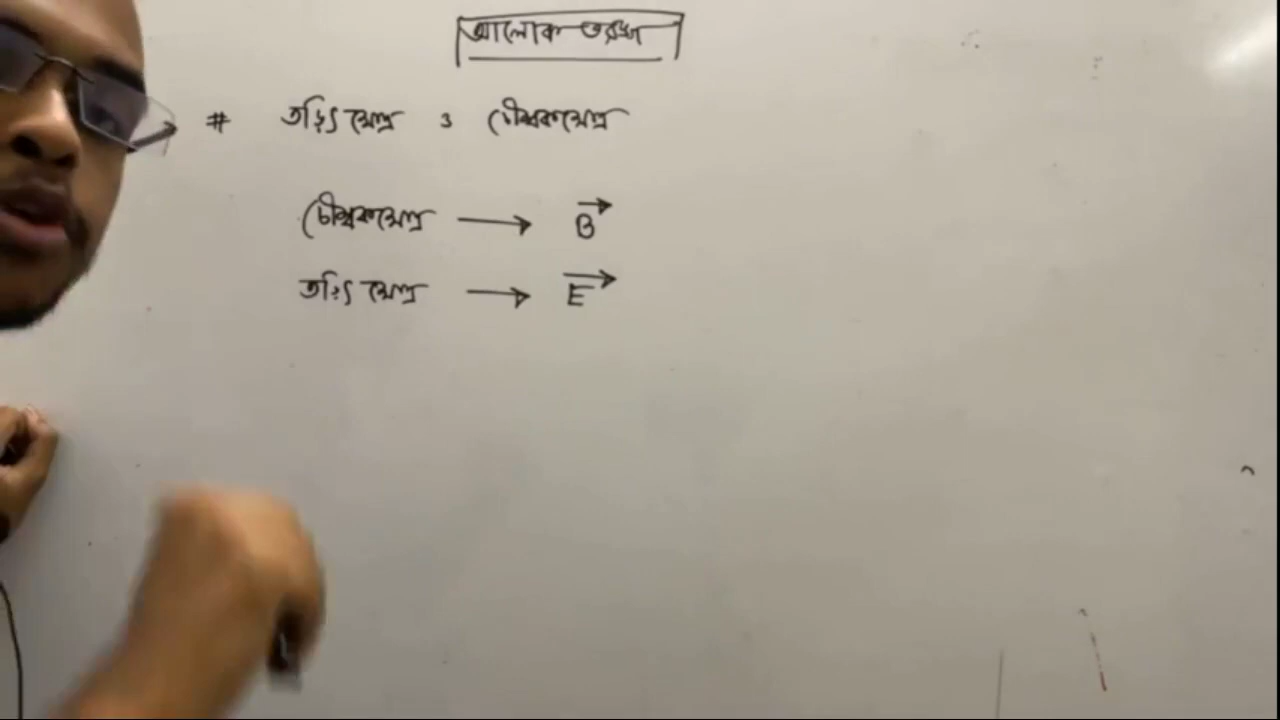 আলোক তরঙ্গ
# তড়িৎ ক্ষেত্র ও চৌম্বকক্ষেত্র
চৌম্বকক্ষেত্র → B⃗
তড়িৎ ক্ষেত্র → E⃗